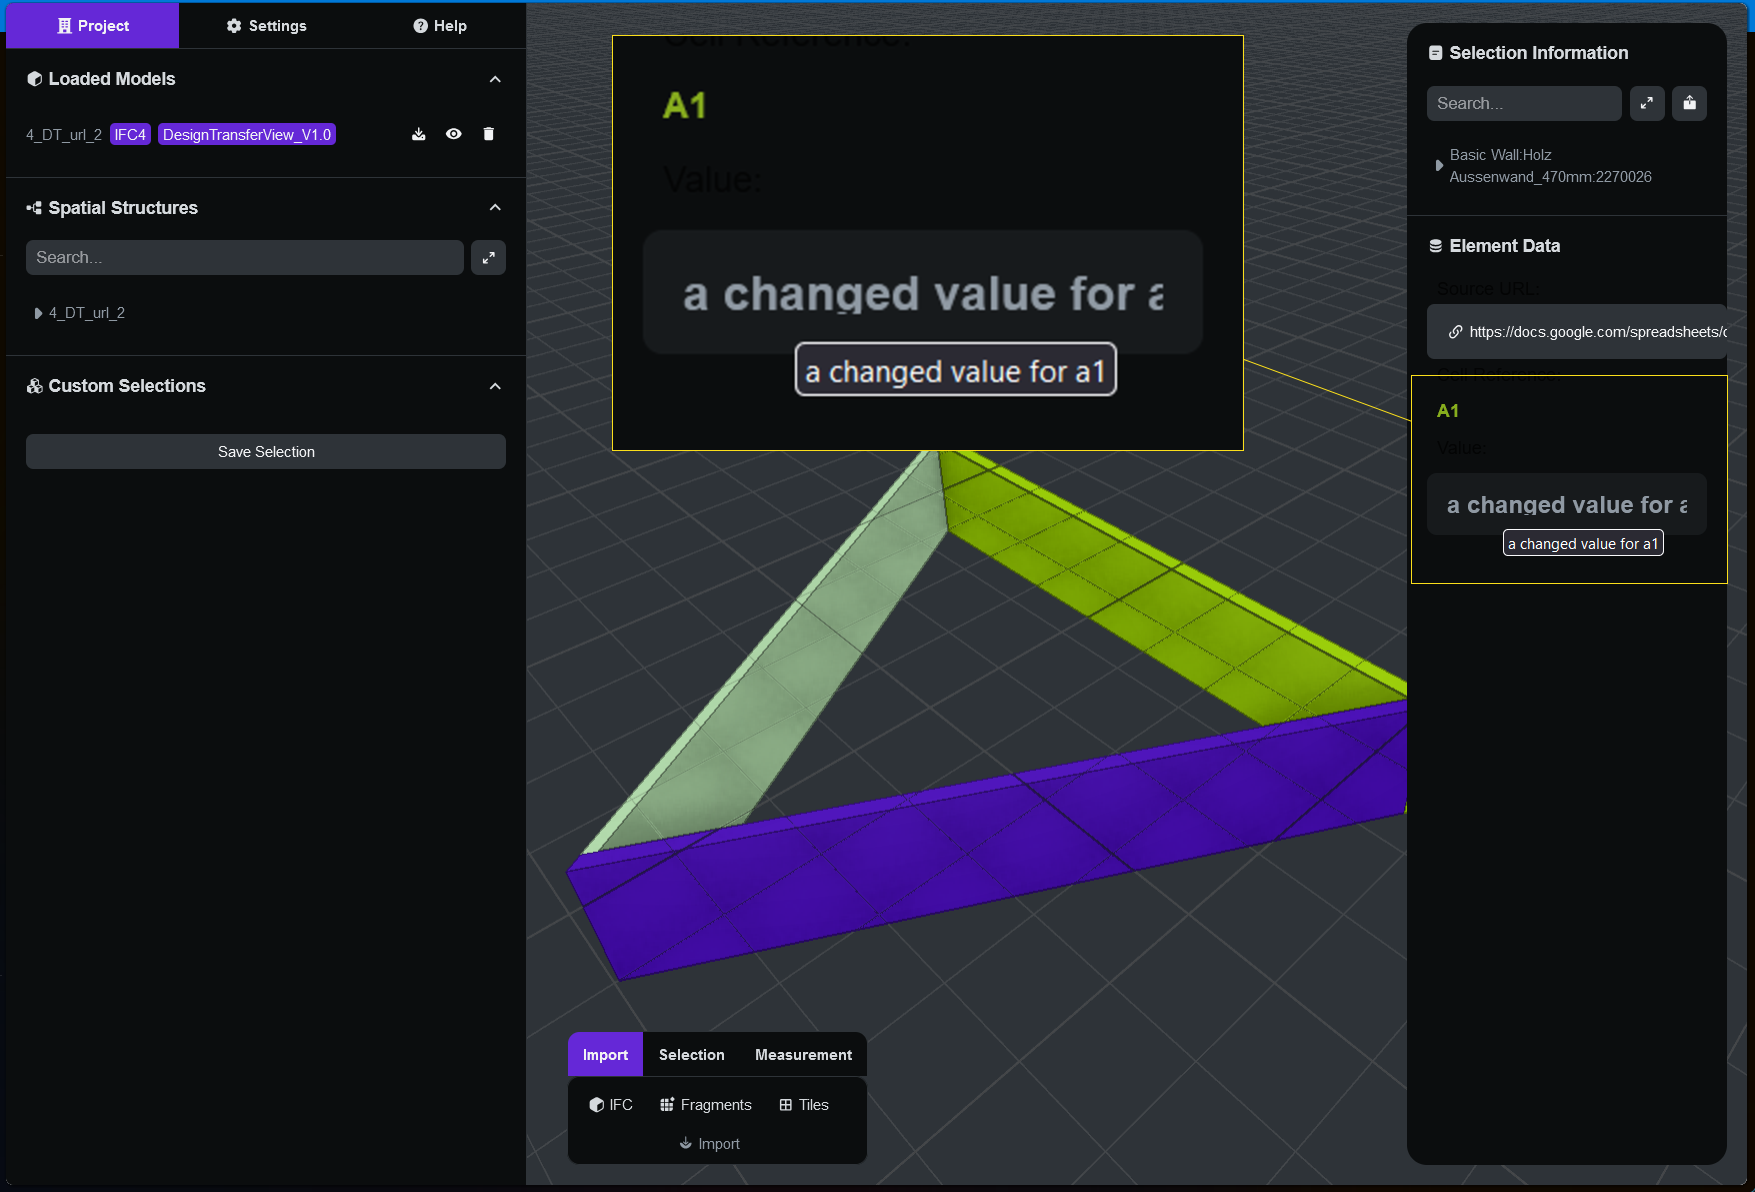 Project
Settings
Help
Loaded Models
4_DT_url_2 IFC4 DesignTransferView_V1.0
Spatial Structures
Search...
4_DT_url_2
Custom Selections
Save Selection
Cell Reference:
A1
Value:
a changed value for a
a changed value for a1
Import
Selection
Measurement
IFC
Fragments
Tiles
Import
Selection Information
Search...
Basic Wall:Holz
Aussenwand_470mm:2270026
Element Data
Source URL:
https://docs.google.com/spreadsheets/
Cell Reference:
A1
Value:
a changed value for a
a changed value for a1